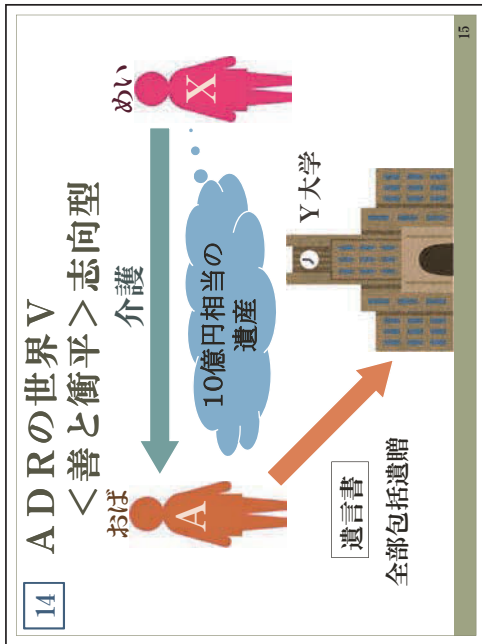 14
ADRの世界Ⅴ
＜善と衡平＞志向型
おば
A
介護
めい
X
10億円相当の
遺産
遺言書
全部包括遺贈
Y大学
15